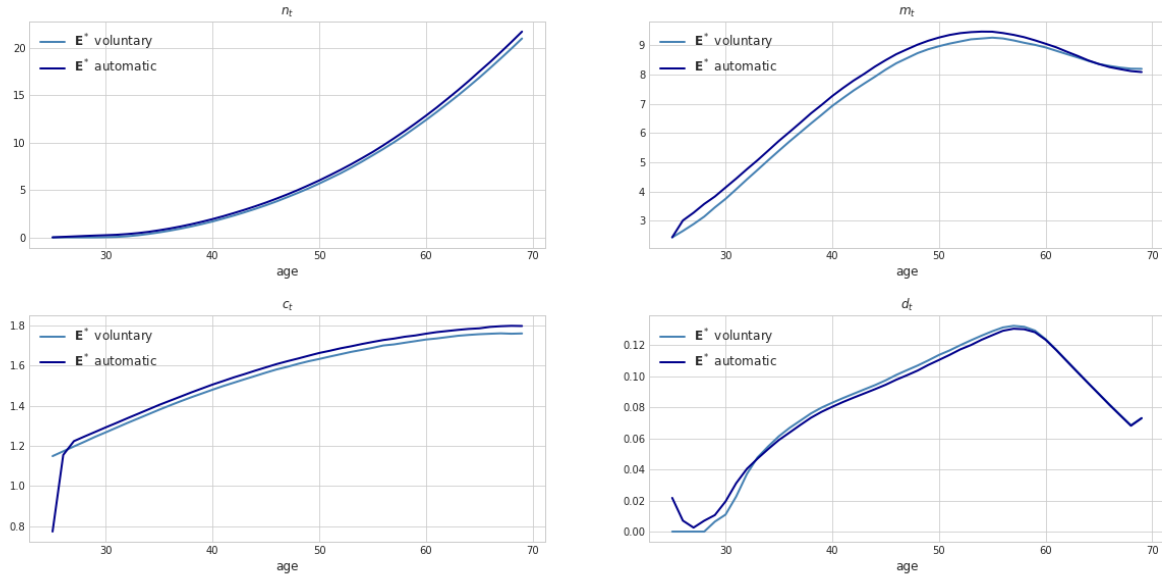 n_t
E* voluntary
E* automatic
20
15
10
5
0
30 40 50 60 70
age
m_t
E* voluntary
E* automatic
9
8
7
6
5
4
3
30 40 50 60 70
age
c_t
E* voluntary
E* automatic
1.8
1.6
1.4
1.2
1.0
0.8
30 40 50 60 70
age
d_t
E* voluntary
E* automatic
0.12
0.10
0.08
0.06
0.04
0.02
0.00
30 40 50 60 70
age